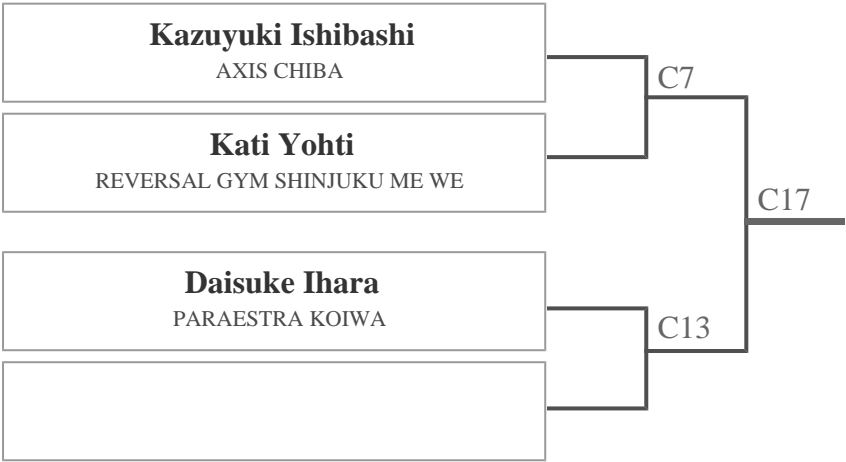 Kazuyuki Ishibashi
AXIS CHIBA
C7
Kati Yohti
REVERSAL GYM SHINJUKU ME WE
C17
Daisuke Ihara
PARAESTRA KOIWA
C13